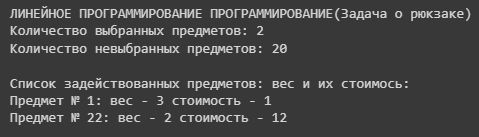 ЛИНЕЙНОЕ ПРОГРАММИРОВАНИЕ ПРОГРАММИРОВАНИЕ(Задача о рюкзаке)
Количество выбранных предметов: 2
Количество невыбранных предметов: 20
Список задействованных предметов: вес и их стоимось:
Предмет № 1: вес - 3 стоимость - 1
Предмет № 22: вес - 2 стоимость - 12